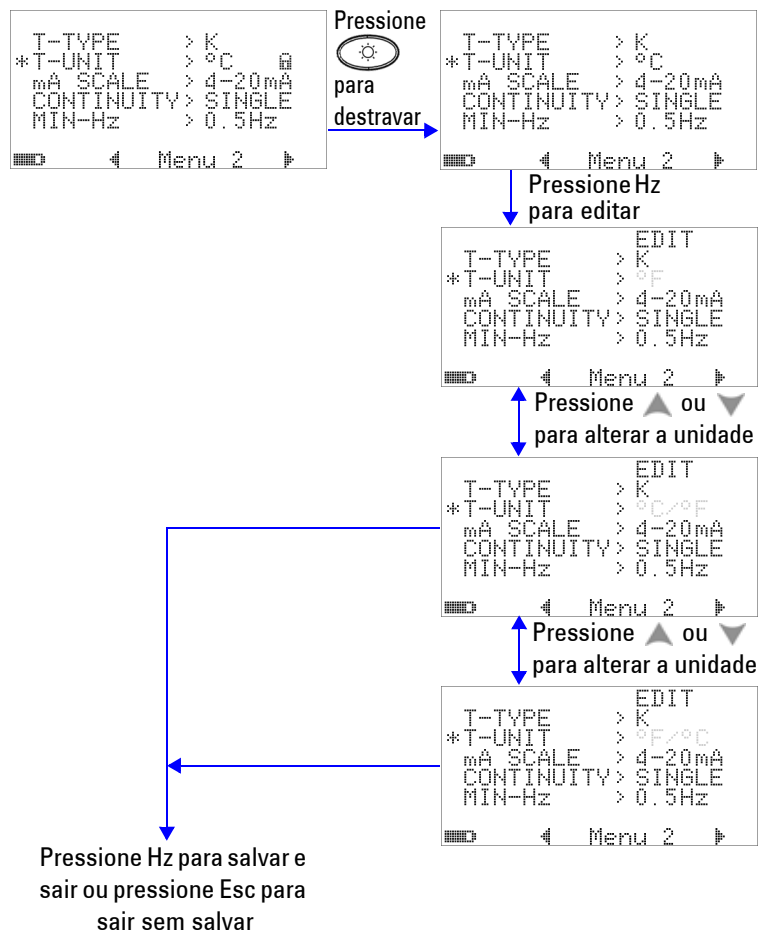 T-TYPE > K
*T-UNIT > °C
mA SCALE > 4-20mA
CONTINUITY> SINGLE
MIN-Hz > 0.5Hz
Menu 2
Pressione
para
destravar
T-TYPE > K
*T-UNIT > °C
mA SCALE > 4-20mA
CONTINUITY> SINGLE
MIN-Hz > 0.5Hz
Menu 2
Pressione Hz
para editar
EDIT
T-TYPE > K
*T-UNIT > °F
mA SCALE > 4-20mA
CONTINUITY> SINGLE
MIN-Hz > 0.5Hz
Menu 2
Pressione ou
para alterar a unidade
EDIT
T-TYPE > K
*T-UNIT > °C/°F
mA SCALE > 4-20mA
CONTINUITY> SINGLE
MIN-Hz > 0.5Hz
Menu 2
Pressione ou
para alterar a unidade
EDIT
T-TYPE > K
*T-UNIT > °F/°C
mA SCALE > 4-20mA
CONTINUITY> SINGLE
MIN-Hz > 0.5Hz
Menu 2
Pressione Hz para salvar e
sair ou pressione Esc para
sair sem salvar